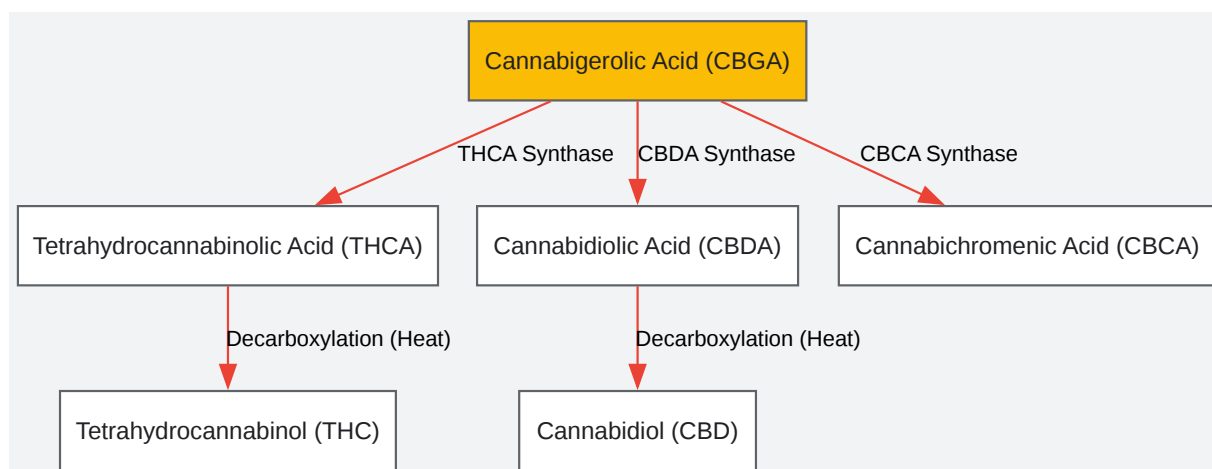 Cannabigerolic Acid (CBGA)
THCA Synthase
CBDA Synthase
CBCA Synthase
Tetrahydrocannabinolic Acid (THCA)
Cannabidiolic Acid (CBDA)
Cannabichromenic Acid (CBCA)
Decarboxylation (Heat)
Decarboxylation (Heat)
Tetrahydrocannabinol (THC)
Cannabidiol (CBD)